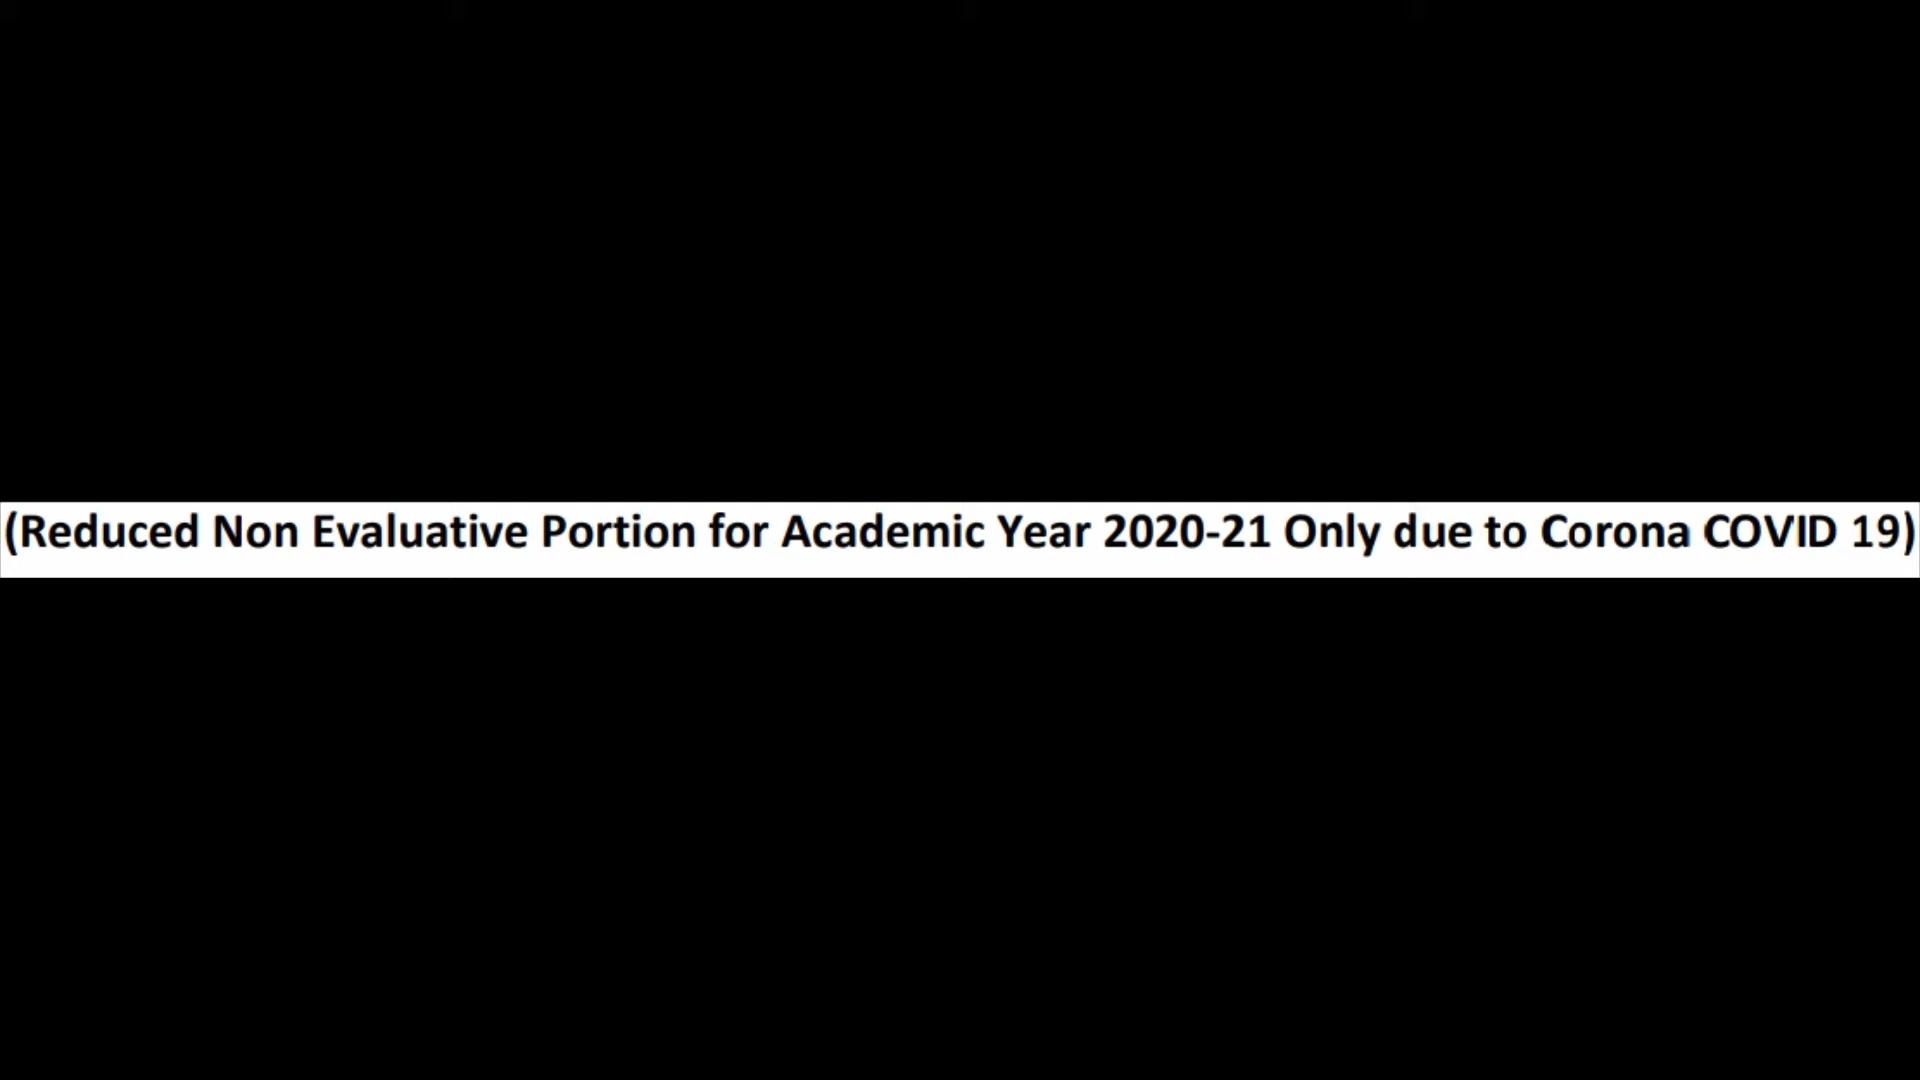 (Reduced Non Evaluative Portion for Academic Year 2020-21 Only due to Corona COVID 19)